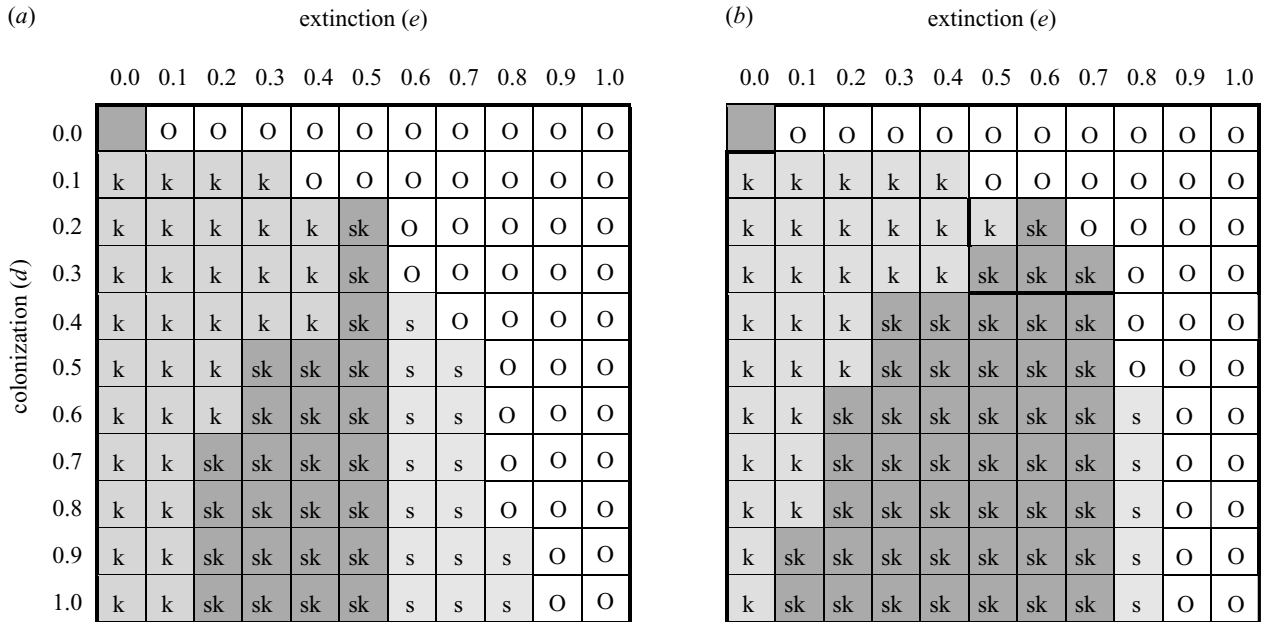 (a) extinction (e) (b) extinction (e)
0.0 0.1 0.2 0.3 0.4 0.5 0.6 0.7 0.8 0.9 1.0 0.0 0.1 0.2 0.3 0.4 0.5 0.6 0.7 0.8 0.9 1.0
colonization (d)
0.0 O O O O O O O O O O O O O O O O O O O O
0.1 k k k k O O O O O O O k k k k k O O O O O O
0.2 k k k k k sk O O O O O k k k k k k sk O O O O
0.3 k k k k k sk O O O O O k k k k k sk sk sk O O O
0.4 k k k k k sk s O O O O k k k sk sk sk sk sk O O O
0.5 k k k sk sk sk s s O O O k k k sk sk sk sk sk O O O
0.6 k k k sk sk sk s s O O O k k sk sk sk sk sk sk s O O
0.7 k k sk sk sk sk s s O O O k k sk sk sk sk sk sk s O O
0.8 k k sk sk sk sk s s O O O k k sk sk sk sk sk sk s O O
0.9 k k sk sk sk sk s s s O O k sk sk sk sk sk sk sk s O O
1.0 k k sk sk sk sk s s s O O k sk sk sk sk sk sk sk s O O